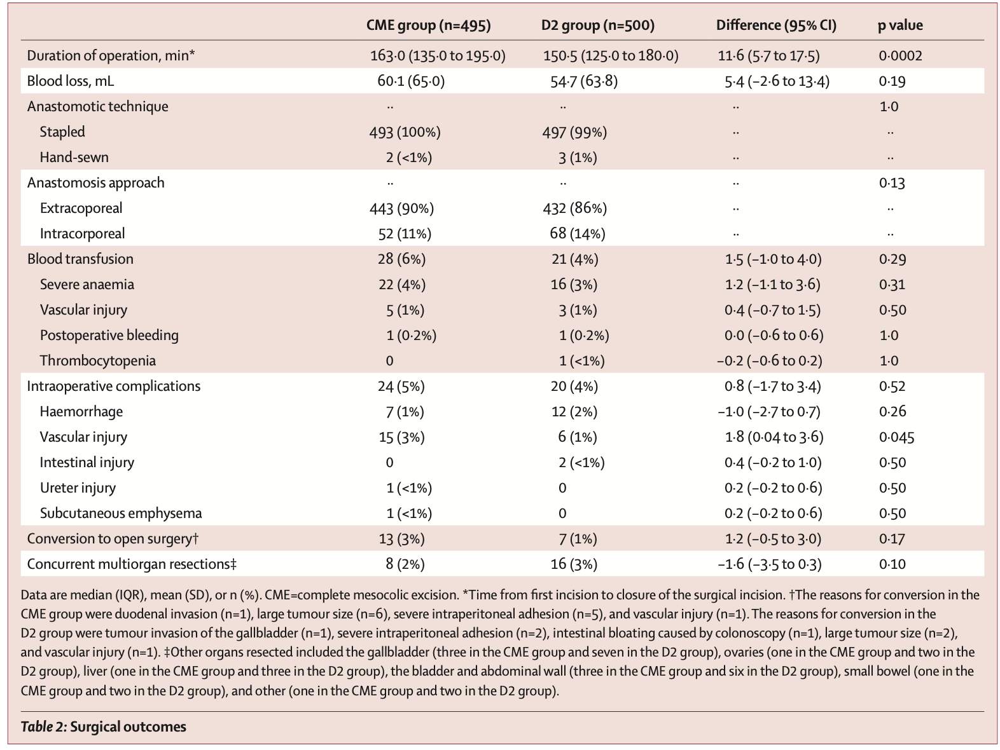 CME group (n=495) D2 group (n=500) Difference (95% CI) p value
Duration of operation, min* 163·0 (135·0 to 195·0) 150·5 (125·0 to 180·0) 11·6 (5·7 to 17·5) 0·0002
Blood loss, mL 60·1 (65·0) 54·7 (63·8) 5·4 (−2·6 to 13·4) 0·19
Anastomotic technique ·· ·· ·· 1·0
Stapled 493 (100%) 497 (99%) ·· ··
Hand-sewn 2 (<1%) 3 (1%) ·· ··
Anastomosis approach ·· ·· ·· 0·13
Extracoporeal 443 (90%) 432 (86%) ·· ··
Intracorporeal 52 (11%) 68 (14%) ·· ··
Blood transfusion 28 (6%) 21 (4%) 1·5 (−1·0 to 4·0) 0·29
Severe anaemia 22 (4%) 16 (3%) 1·2 (−1·1 to 3·6) 0·31
Vascular injury 5 (1%) 3 (1%) 0·4 (−0·7 to 1·5) 0·50
Postoperative bleeding 1 (0·2%) 1 (0·2%) 0·0 (−0·6 to 0·6) 1·0
Thrombocytopenia 0 1 (<1%) −0·2 (−0·6 to 0·2) 1·0
Intraoperative complications 24 (5%) 20 (4%) 0·8 (−1·7 to 3·4) 0·52
Haemorrhage 7 (1%) 12 (2%) −1·0 (−2·7 to 0·7) 0·26
Vascular injury 15 (3%) 6 (1%) 1·8 (0·04 to 3·6) 0·045
Intestinal injury 0 2 (<1%) 0·4 (−0·2 to 1·0) 0·50
Ureter injury 1 (<1%) 0 0·2 (−0·2 to 0·6) 0·50
Subcutaneous emphysema 1 (<1%) 0 0·2 (−0·2 to 0·6) 0·50
Conversion to open surgery† 13 (3%) 7 (1%) 1·2 (−0·5 to 3·0) 0·17
Concurrent multiorgan resections‡ 8 (2%) 16 (3%) −1·6 (−3·5 to 0·3) 0·10
Data are median (IQR), mean (SD), or n (%). CME=complete mesocolic excision. *Time from first incision to closure of the surgical incision. †The reasons for conversion in the
CME group were duodenal invasion (n=1), large tumour size (n=6), severe intraperitoneal adhesion (n=5), and vascular injury (n=1). The reasons for conversion in the
D2 group were tumour invasion of the gallbladder (n=1), severe intraperitoneal adhesion (n=2), intestinal bloating caused by colonoscopy (n=1), large tumour size (n=2),
and vascular injury (n=1). ‡Other organs resected included the gallbladder (three in the CME group and seven in the D2 group), ovaries (one in the CME group and two in the
D2 group), liver (one in the CME group and three in the D2 group), the bladder and abdominal wall (three in the CME group and six in the D2 group), small bowel (one in the
CME group and two in the D2 group), and other (one in the CME group and two in the D2 group).
Table 2: Surgical outcomes